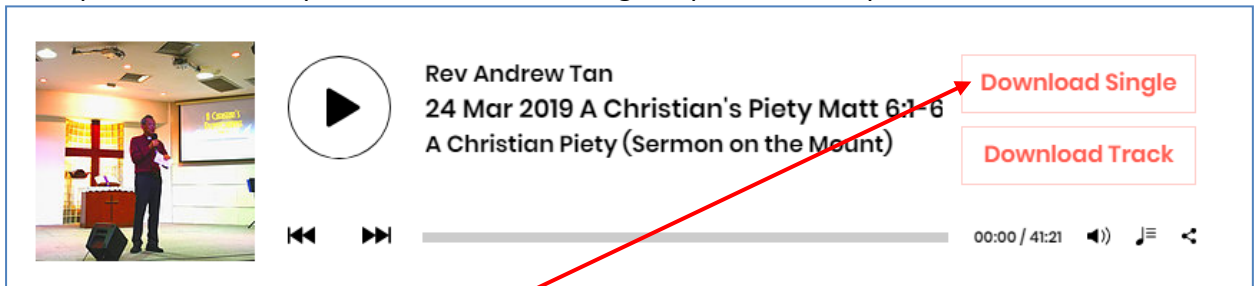 Rev Andrew Tan
24 Mar 2019 A Christian's Piety Matt 6:1-6
A Christian Piety (Sermon on the Mount)
Download Single
Download Track
00:00 / 41:21